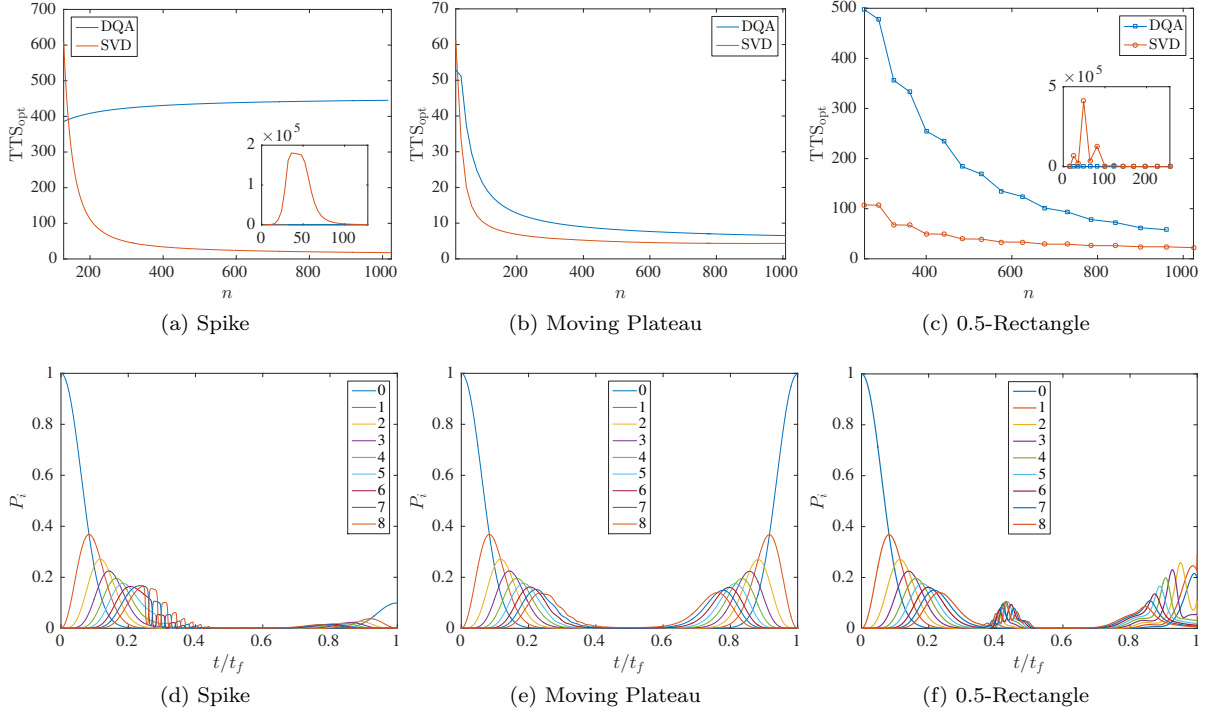 700
600
500
400
300
200
100
0
TTS_opt
DQA
SVD
2 ×10^5
1
0
0 50 100
200 400 600 800 1000
n
(a) Spike
70
60
50
40
30
20
10
0
TTS_opt
DQA
SVD
200 400 600 800 1000
n
(b) Moving Plateau
500
400
300
200
100
0
TTS_opt
DQA
SVD
5 ×10^5
0
0 100 200
400 600 800 1000
n
(c) 0.5-Rectangle
1
0.8
0.6
0.4
0.2
0
P_i
0
1
2
3
4
5
6
7
8
0 0.2 0.4 0.6 0.8 1
t/t_f
(d) Spike
1
0.8
0.6
0.4
0.2
0
P_i
0
1
2
3
4
5
6
7
8
0 0.2 0.4 0.6 0.8 1
t/t_f
(e) Moving Plateau
1
0.8
0.6
0.4
0.2
0
P_i
0
1
2
3
4
5
6
7
8
0 0.2 0.4 0.6 0.8 1
t/t_f
(f) 0.5-Rectangle